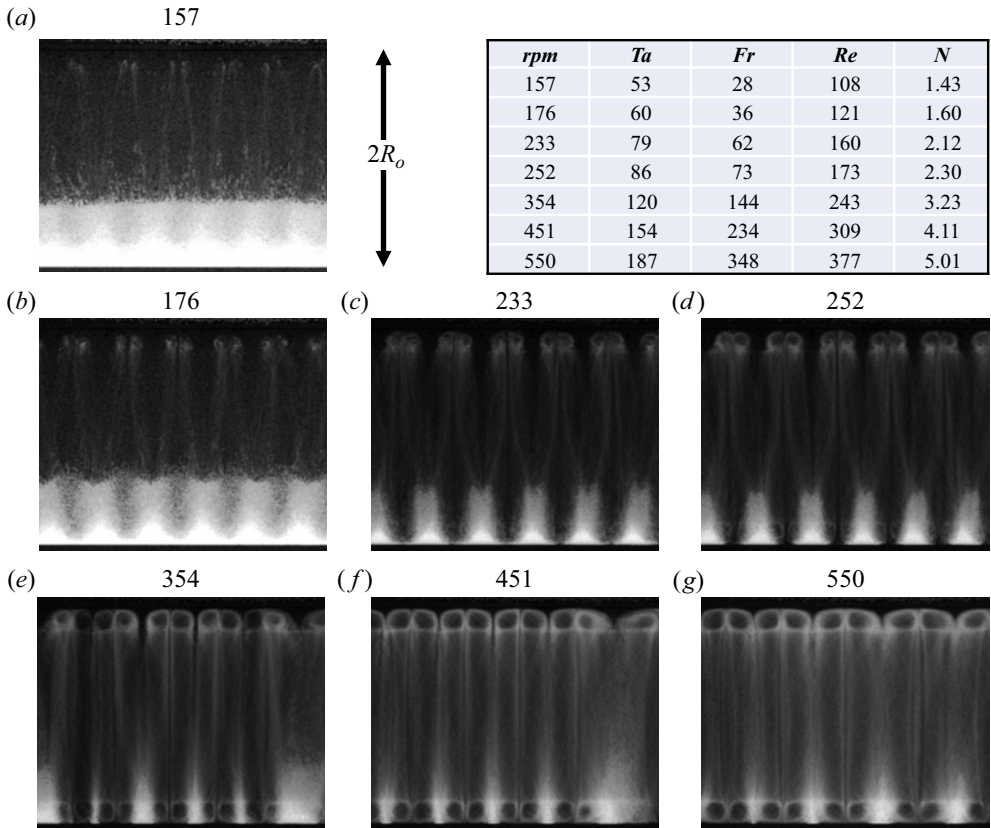 (a)
157
2Rₒ
rpm Ta Fr Re N
157 53 28 108 1.43
176 60 36 121 1.60
233 79 62 160 2.12
252 86 73 173 2.30
354 120 144 243 3.23
451 154 234 309 4.11
550 187 348 377 5.01
(b) 176 (c) 233 (d) 252
(e) 354 (f) 451 (g) 550